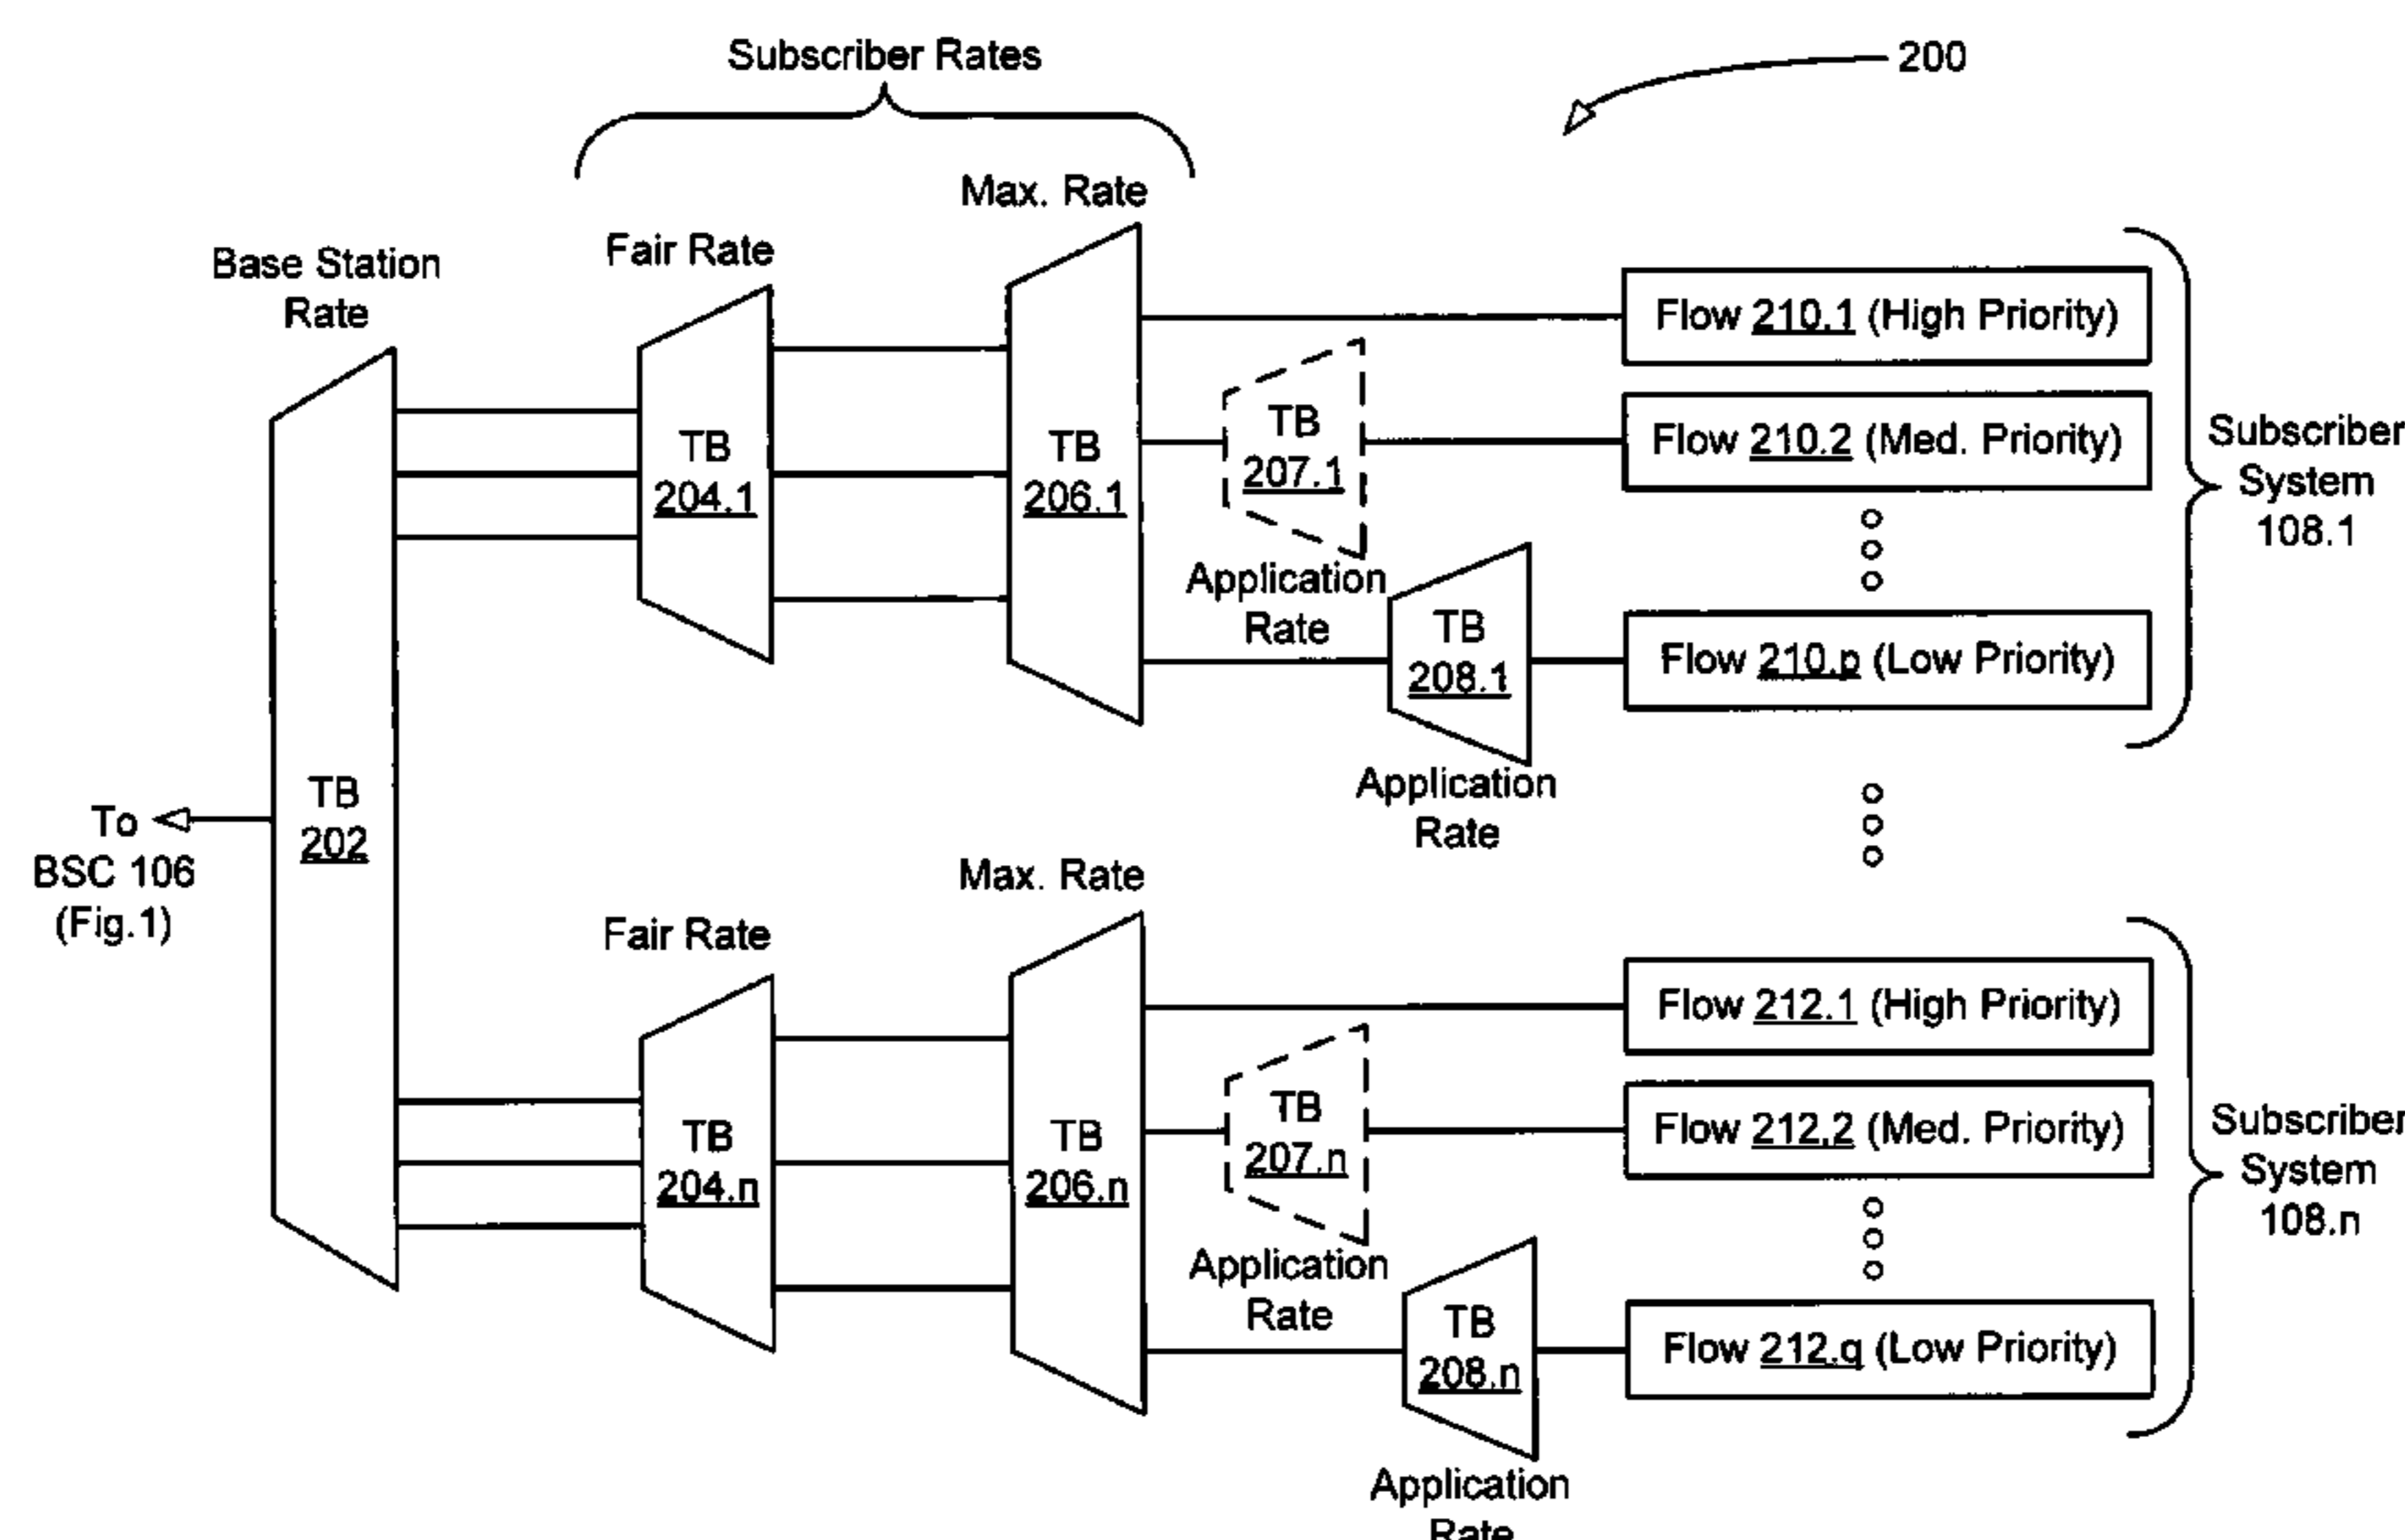 Subscriber Rates
200
Max. Rate
Fair Rate
Base Station
Rate
Flow 210.1 (High Priority)
TB
207.1
Flow 210.2 (Med. Priority)
TB
204.1
TB
206.1
Subscriber
System
108.1
Application
Rate
TB
208.1
Flow 210.p (Low Priority)
Application
Rate
TB
202
To
BSC 106
(Fig.1)
Max. Rate
Fair Rate
Flow 212.1 (High Priority)
TB
207.n
Flow 212.2 (Med. Priority)
TB
204.n
TB
206.n
Subscriber
System
108.n
Application
Rate
TB
208.n
Flow 212.q (Low Priority)
Application
Rate